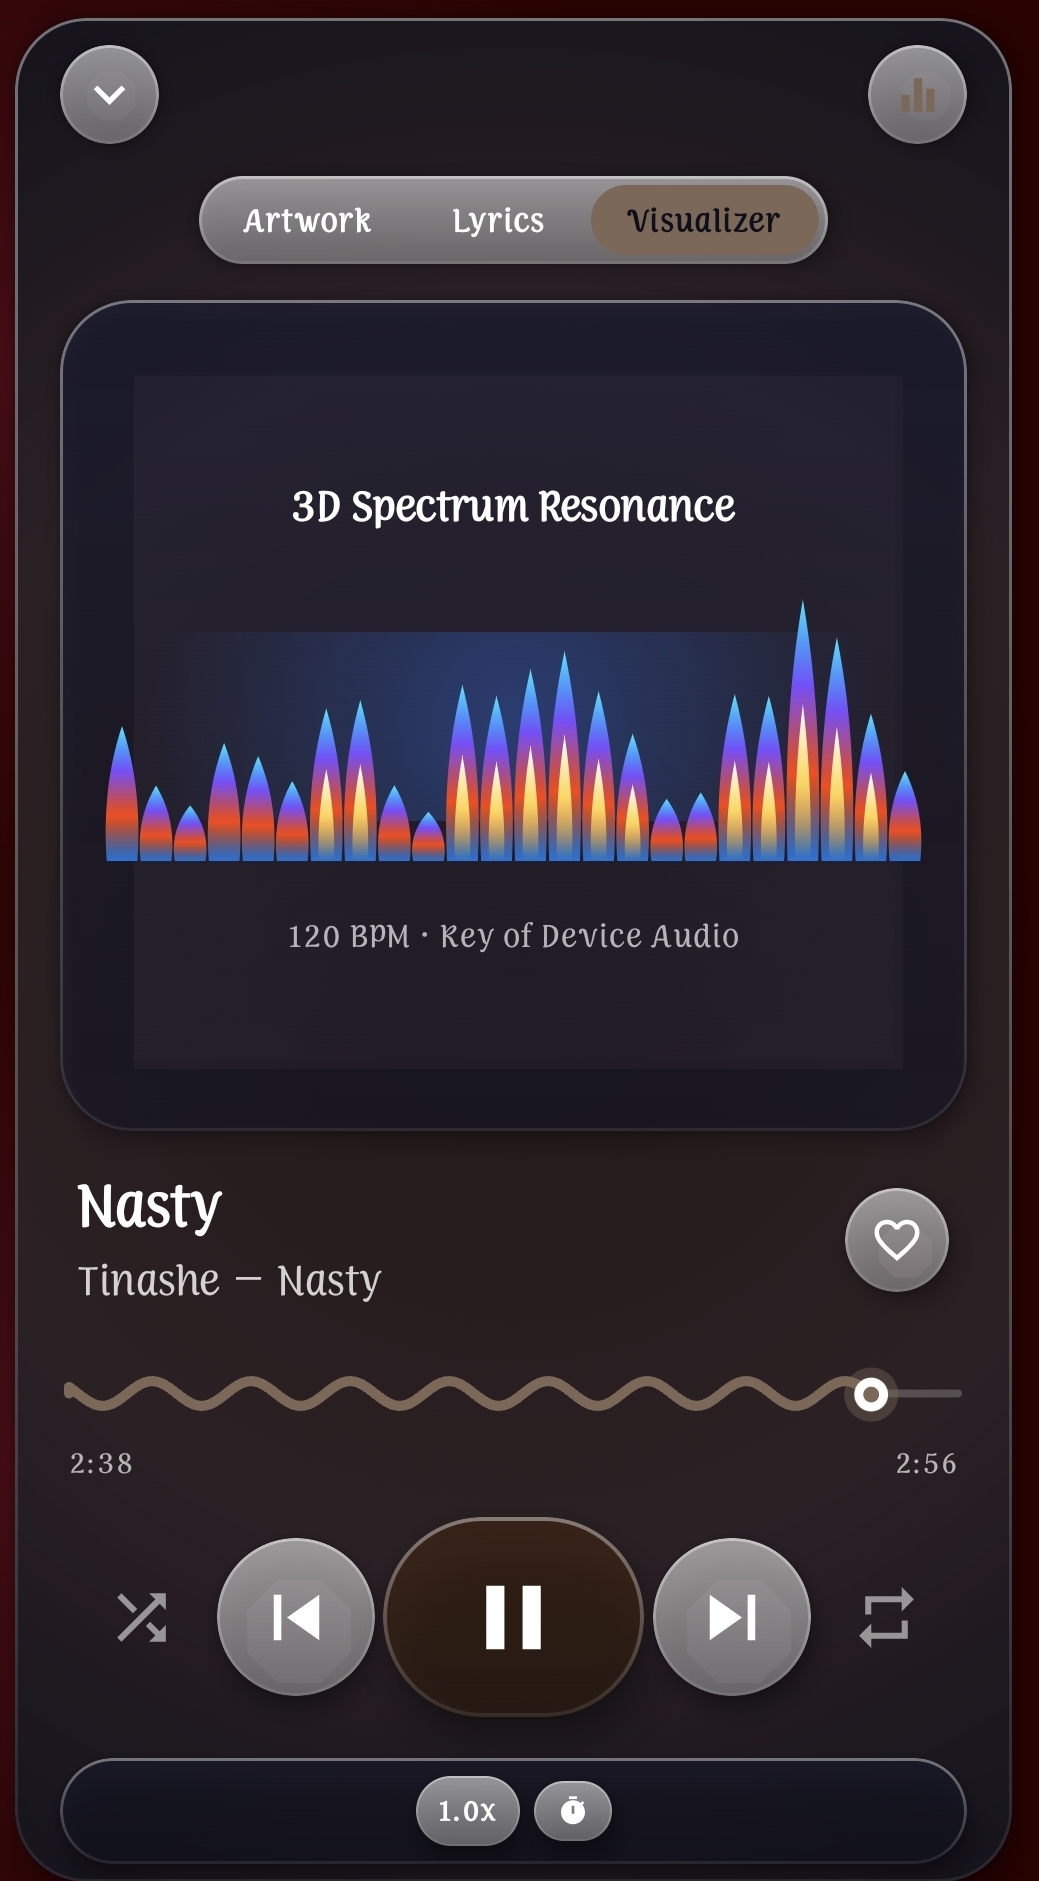 Artwork Lyrics Visualizer
3D Spectrum Resonance
120 BPM · Key of Device Audio
Nasty
Tinashe — Nasty
2:38 2:56
1.0x